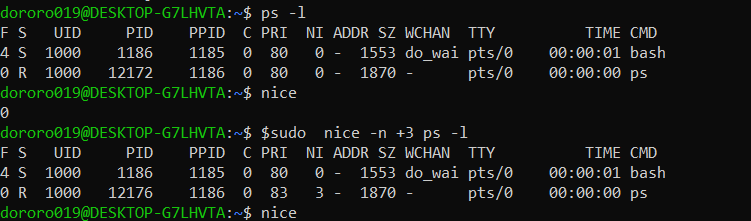 dororo019@DESKTOP-G7LHVTA:~$ ps -l
F S   UID     PID    PPID  C PRI  NI ADDR SZ WCHAN  TTY          TIME CMD
4 S  1000    1186    1185  0  80   0 -  1553 do_wai pts/0    00:00:01 bash
0 R  1000   12172    1186  0  80   0 -  1870 -      pts/0    00:00:00 ps
dororo019@DESKTOP-G7LHVTA:~$ nice
0
dororo019@DESKTOP-G7LHVTA:~$ $sudo  nice -n +3 ps -l
F S   UID     PID    PPID  C PRI  NI ADDR SZ WCHAN  TTY          TIME CMD
4 S  1000    1186    1185  0  80   0 -  1553 do_wai pts/0    00:00:01 bash
0 R  1000   12176    1186  0  83   3 -  1870 -      pts/0    00:00:00 ps
dororo019@DESKTOP-G7LHVTA:~$ nice